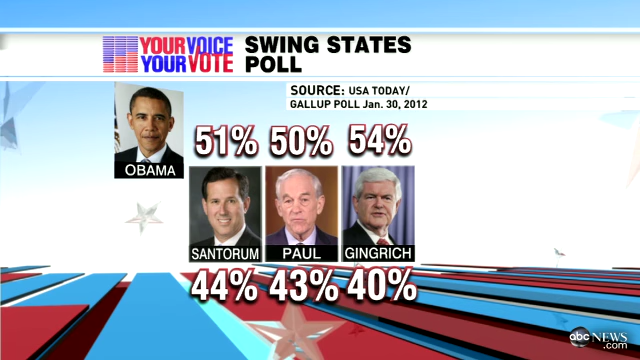 YOUR VOICE
YOUR VOTE
SWING STATES
POLL
SOURCE: USA TODAY/
GALLUP POLL Jan. 30, 2012
51% 50% 54%
OBAMA
SANTORUM PAUL GINGRICH
44% 43% 40%
abc NEWS
.com